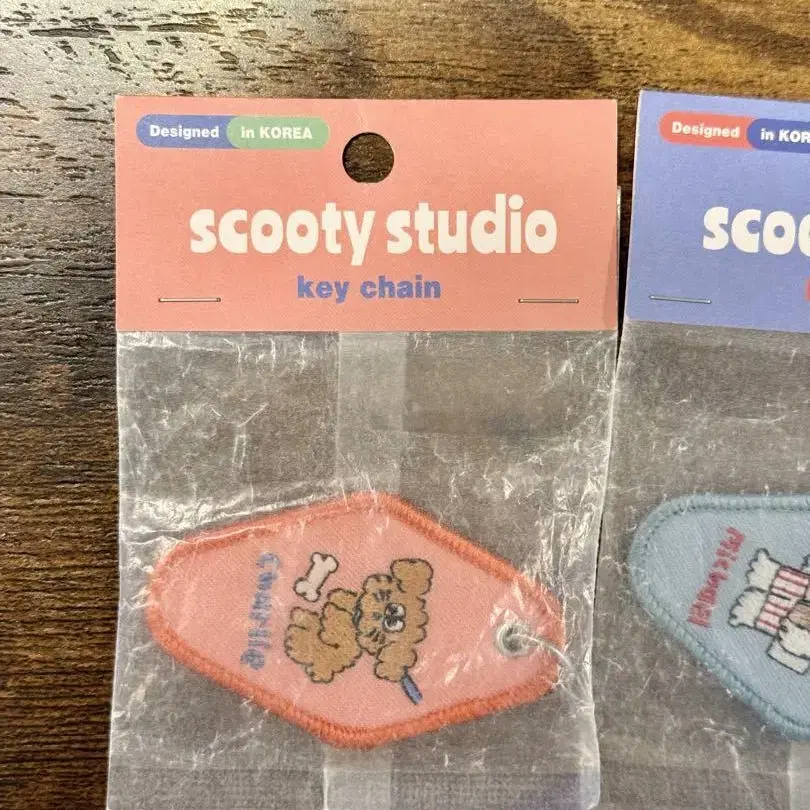 Designed in KOREA
scooty studio
key chain
Designed in KOR
scoo